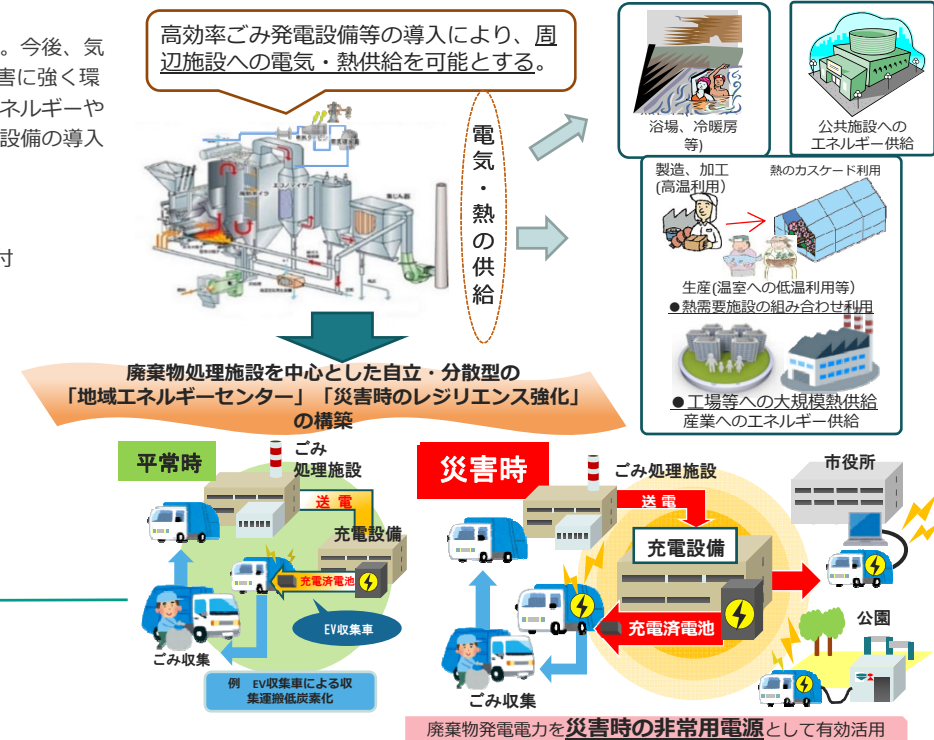 。今後、気
害に強く環
ネルギーや
設備の導入
付
高効率ごみ発電設備等の導入により、周
辺施設への電気・熱供給を可能とする。
電気・熱の供給
浴場、冷暖房
等)
公共施設への
エネルギー供給
製造、加工
(高温利用）
熱のカスケード利用
生産(温室への低温利用等）
●熱需要施設の組み合わせ利用
●工場等への大規模熱供給
産業へのエネルギー供給
廃棄物処理施設を中心とした自立・分散型の
「地域エネルギーセンター」「災害時のレジリエンス強化」
の構築
平常時
ごみ
処理施設
送 電
充電設備
充電済電池
EV収集車
ごみ収集
例　EV収集車による収
集運搬低炭素化
災害時
ごみ処理施設
送 電
充電設備
充電済電池
ごみ収集
市役所
公園
廃棄物発電電力を災害時の非常用電源として有効活用